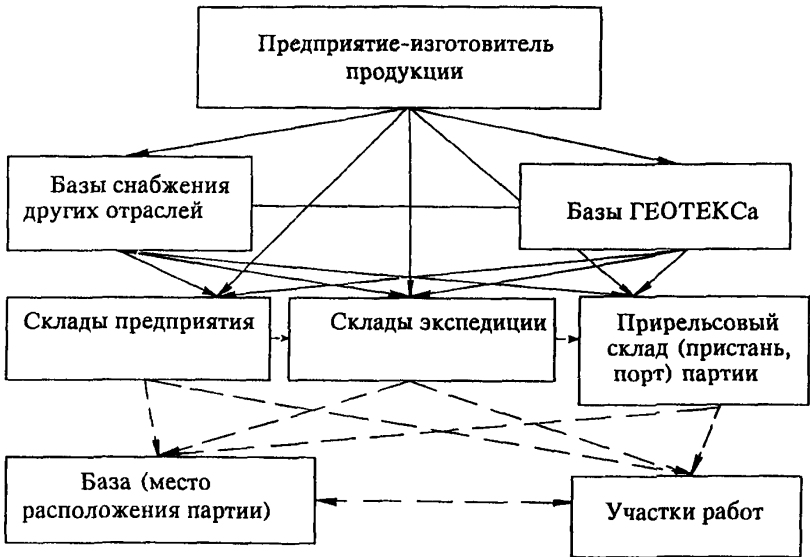 Предприятие-изготовитель
продукции
Базы снабжения
других отраслей
Базы ГЕОТЕКСа
Склады предприятия
Склады экспедиции
Прирельсовый
склад (пристань,
порт) партии
База (место
расположения партии)
Участки работ